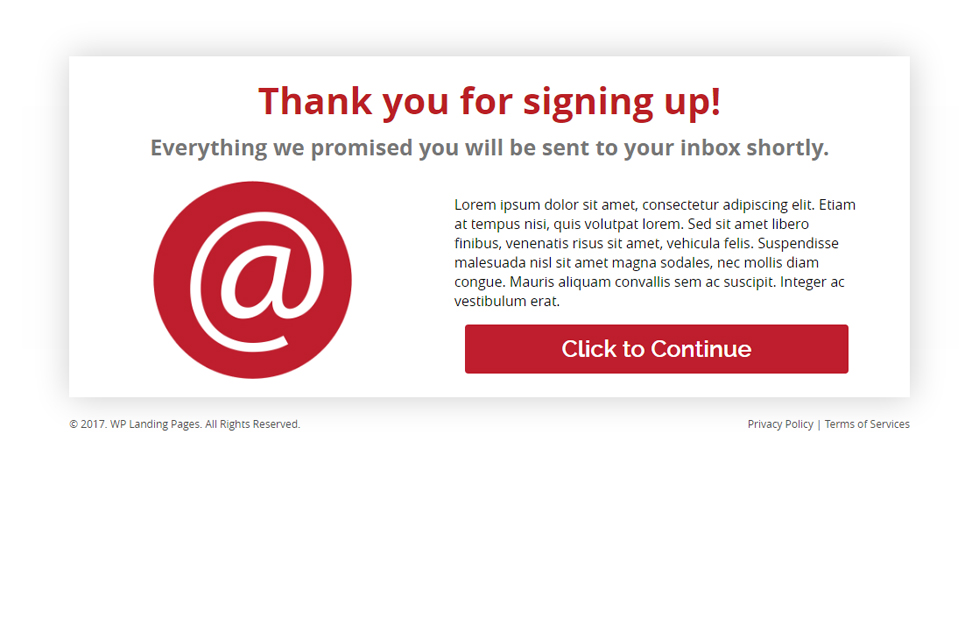 Thank you for signing up!
Everything we promised you will be sent to your inbox shortly.
@
Lorem ipsum dolor sit amet, consectetur adipiscing elit. Etiam
at tempus nisi, quis volutpat lorem. Sed sit amet libero
finibus, venenatis risus sit amet, vehicula felis. Suspendisse
malesuada nisl sit amet magna sodales, nec mollis diam
congue. Mauris aliquam convallis sem ac suscipit. Integer ac
vestibulum erat.
Click to Continue
© 2017. WP Landing Pages. All Rights Reserved.
Privacy Policy | Terms of Services